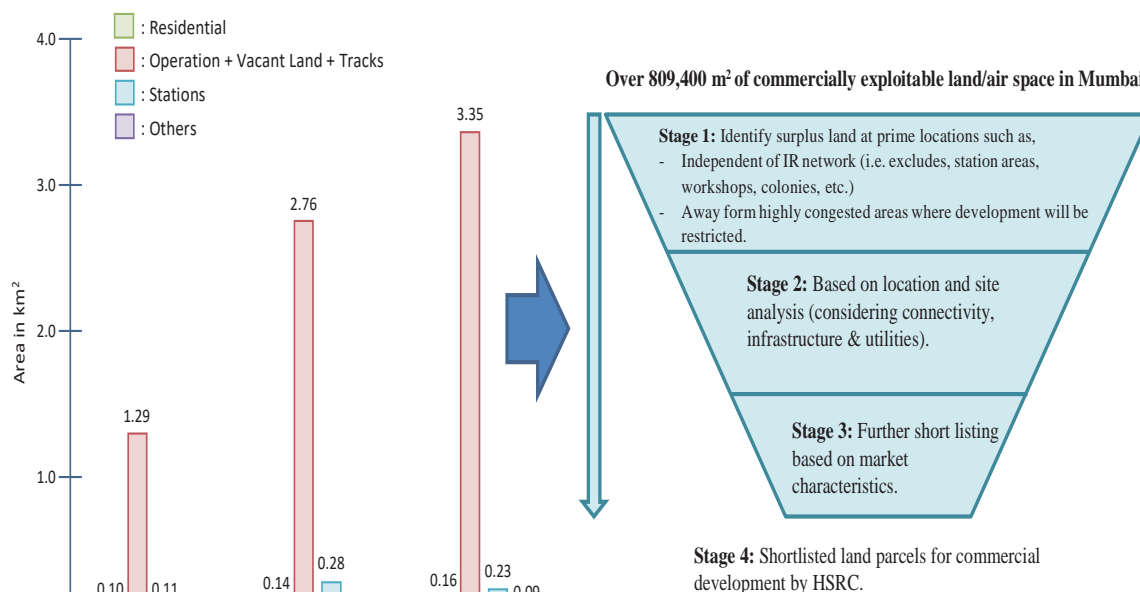 : Residential
: Operation + Vacant Land + Tracks
: Stations
: Others
4.0
3.0
2.0
1.0
Area in km²
1.29
0.10
0.11
2.76
0.14
0.28
3.35
0.16
0.23
0.09
Over 809,400 m² of commercially exploitable land/air space in Mumbai
Stage 1: Identify surplus land at prime locations such as,
- Independent of IR network (i.e. excludes, station areas,
workshops, colonies, etc.)
- Away form highly congested areas where development will be
restricted.
Stage 2: Based on location and site
analysis (considering connectivity,
infrastructure & utilities).
Stage 3: Further short listing
based on market
characteristics.
Stage 4: Shortlisted land parcels for commercial
development by HSRC.